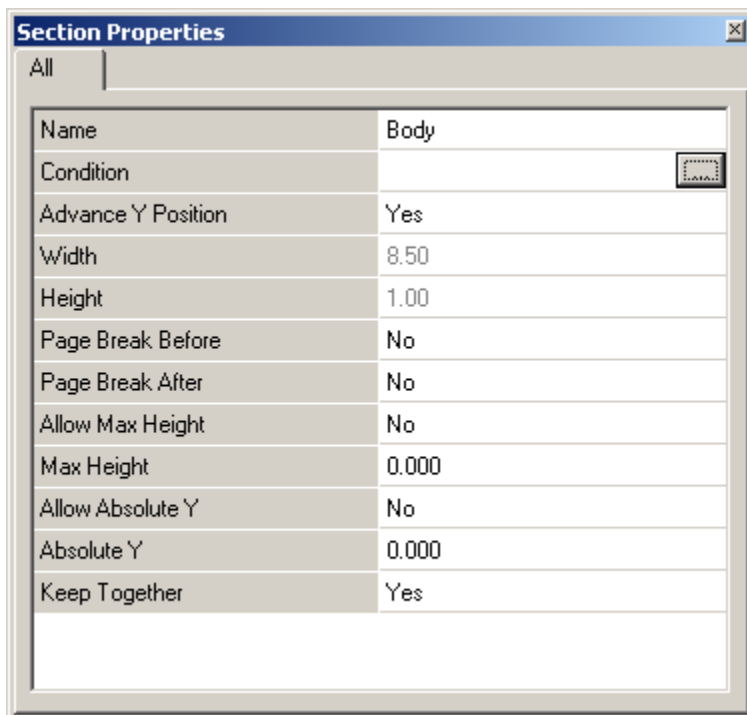 Section Properties
All
Name Body
Condition ...
Advance Y Position Yes
Width 8.50
Height 1.00
Page Break Before No
Page Break After No
Allow Max Height No
Max Height 0.000
Allow Absolute Y No
Absolute Y 0.000
Keep Together Yes